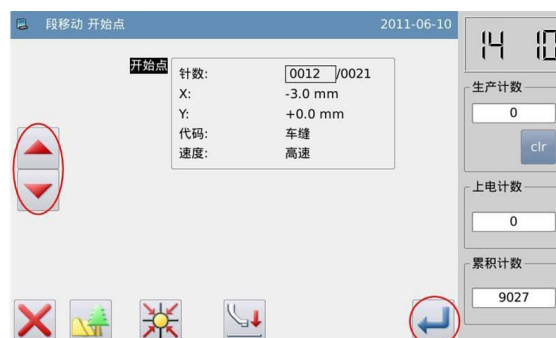 段移动 开始点 2011-06-10
14 10
开始点
针数: 0012 /0021
X: -3.0 mm
Y: +0.0 mm
代码: 车缝
速度: 高速
生产计数
0
clr
上电计数
0
累积计数
9027